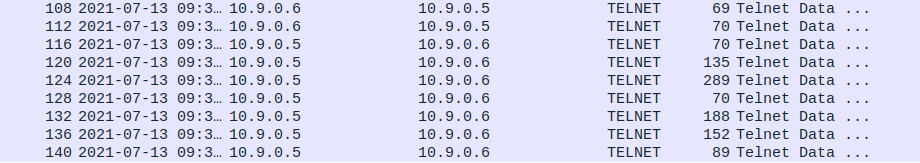 108 2021-07-13 09:3… 10.9.0.6 10.9.0.5 TELNET 69 Telnet Data ...
112 2021-07-13 09:3… 10.9.0.6 10.9.0.5 TELNET 70 Telnet Data ...
116 2021-07-13 09:3… 10.9.0.5 10.9.0.6 TELNET 70 Telnet Data ...
120 2021-07-13 09:3… 10.9.0.5 10.9.0.6 TELNET 135 Telnet Data ...
124 2021-07-13 09:3… 10.9.0.5 10.9.0.6 TELNET 289 Telnet Data ...
128 2021-07-13 09:3… 10.9.0.5 10.9.0.6 TELNET 70 Telnet Data ...
132 2021-07-13 09:3… 10.9.0.5 10.9.0.6 TELNET 188 Telnet Data ...
136 2021-07-13 09:3… 10.9.0.5 10.9.0.6 TELNET 152 Telnet Data ...
140 2021-07-13 09:3… 10.9.0.5 10.9.0.6 TELNET 89 Telnet Data ...